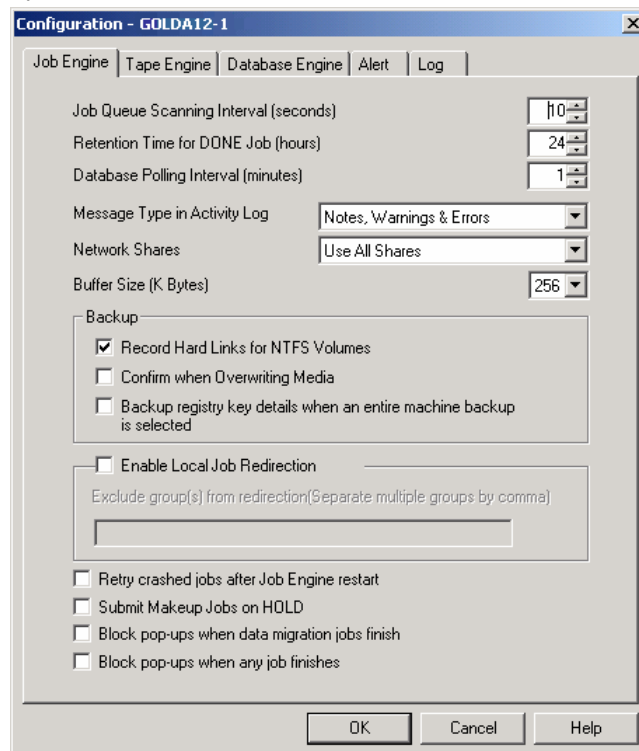 Configuration - GOLDA12-1
Job Engine Tape Engine Database Engine Alert Log
Job Queue Scanning Interval (seconds) 10
Retention Time for DONE Job (hours) 24
Database Polling Interval (minutes) 1
Message Type in Activity Log Notes, Warnings & Errors
Network Shares Use All Shares
Buffer Size (K Bytes) 256
Backup
Record Hard Links for NTFS Volumes
Confirm when Overwriting Media
Backup registry key details when an entire machine backup
is selected
Enable Local Job Redirection
Exclude group(s) from redirection(Separate multiple groups by comma)
Retry crashed jobs after Job Engine restart
Submit Makeup Jobs on HOLD
Block pop-ups when data migration jobs finish
Block pop-ups when any job finishes
OK Cancel Help